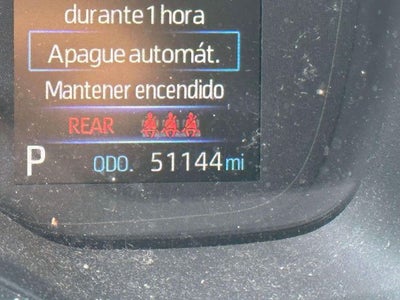 durante 1 hora
Apague automát.
Mantener encendido
REAR
P ODO. 51144 mi